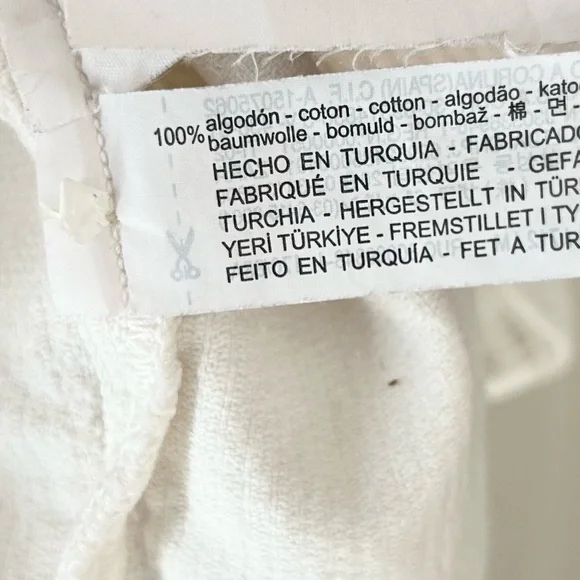 O A CORUÑA(SPAIN) C.I.F. A-15075062
100% algodón - coton - cotton - algodão - kato
baumwolle - bomuld - bombaž - 棉 - 면 -
HECHO EN TURQUIA - FABRICADO
FABRIQUÉ EN TURQUIE - GEFA
TURCHIA - HERGESTELLT IN TÜR
YERİ TÜRKİYE - FREMSTILLET I TY
FEITO EN TURQUÍA - FET A TUR